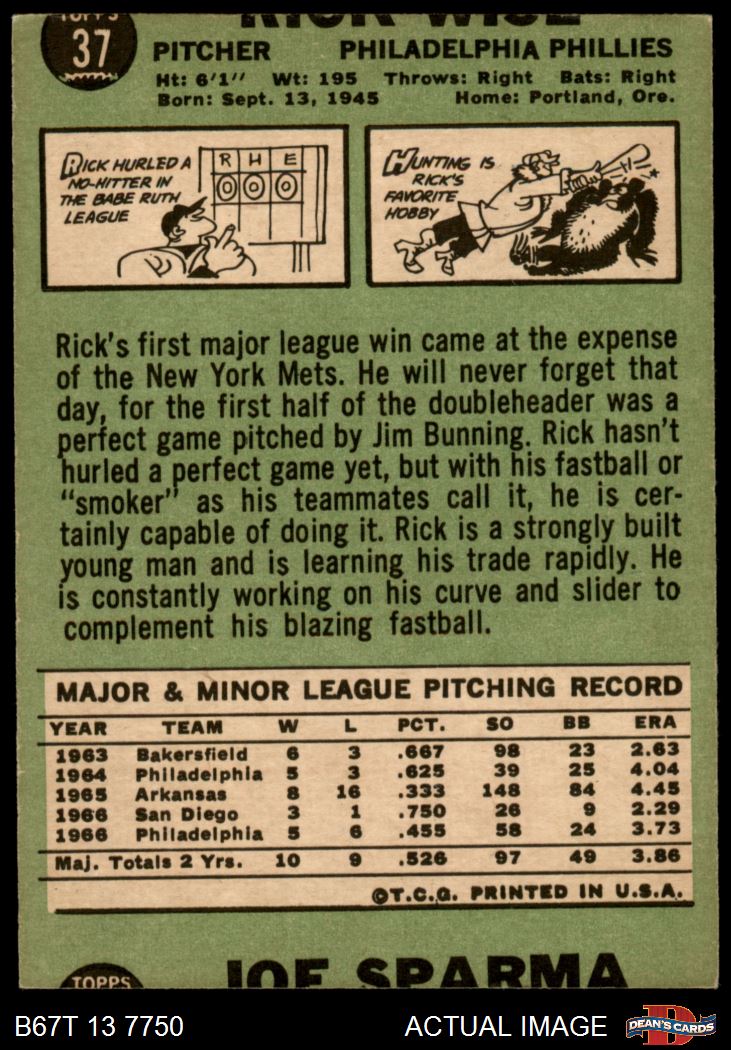 TOPPS
37
RICK WISE
PITCHER PHILADELPHIA PHILLIES
Ht: 6'1" Wt: 195 Throws: Right Bats: Right
Born: Sept. 13, 1945 Home: Portland, Ore.
RICK HURLED A
NO-HITTER IN
THE BABE RUTH
LEAGUE
R H E
0 0 0
HUNTING IS
RICK'S
FAVORITE
HOBBY
Rick's first major league win came at the expense
of the New York Mets. He will never forget that
day, for the first half of the doubleheader was a
perfect game pitched by Jim Bunning. Rick hasn't
hurled a perfect game yet, but with his fastball or
"smoker" as his teammates call it, he is cer-
tainly capable of doing it. Rick is a strongly built
young man and is learning his trade rapidly. He
is constantly working on his curve and slider to
complement his blazing fastball.
MAJOR & MINOR LEAGUE PITCHING RECORD
YEAR TEAM W L PCT. SO BB ERA
1963 Bakersfield 6 3 .667 98 23 2.63
1964 Philadelphia 5 3 .625 39 25 4.04
1965 Arkansas 8 16 .333 148 84 4.45
1966 San Diego 3 1 .750 26 9 2.29
1966 Philadelphia 5 6 .455 58 24 3.73
Maj. Totals 2 Yrs. 10 9 .526 97 49 3.86
©T.C.G. PRINTED IN U.S.A.
TOPPS
JOE SPARMA
B67T 13 7750 ACTUAL IMAGE
D
DEAN'S CARDS